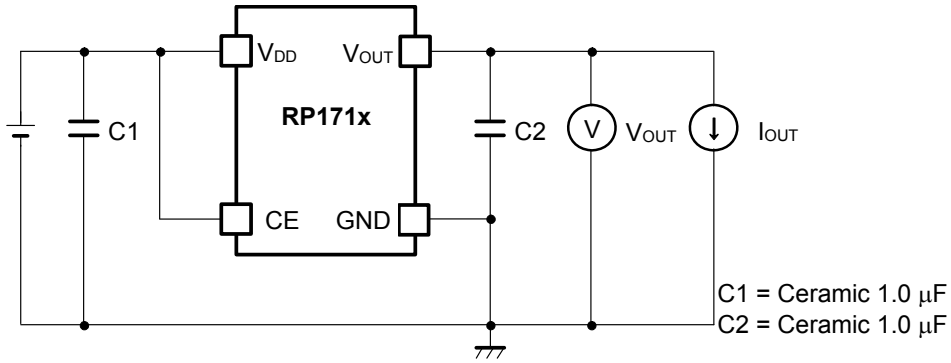 VDD VOUT
RP171x
C1 C2 V VOUT IOUT
CE GND
C1 = Ceramic 1.0 μF
C2 = Ceramic 1.0 μF